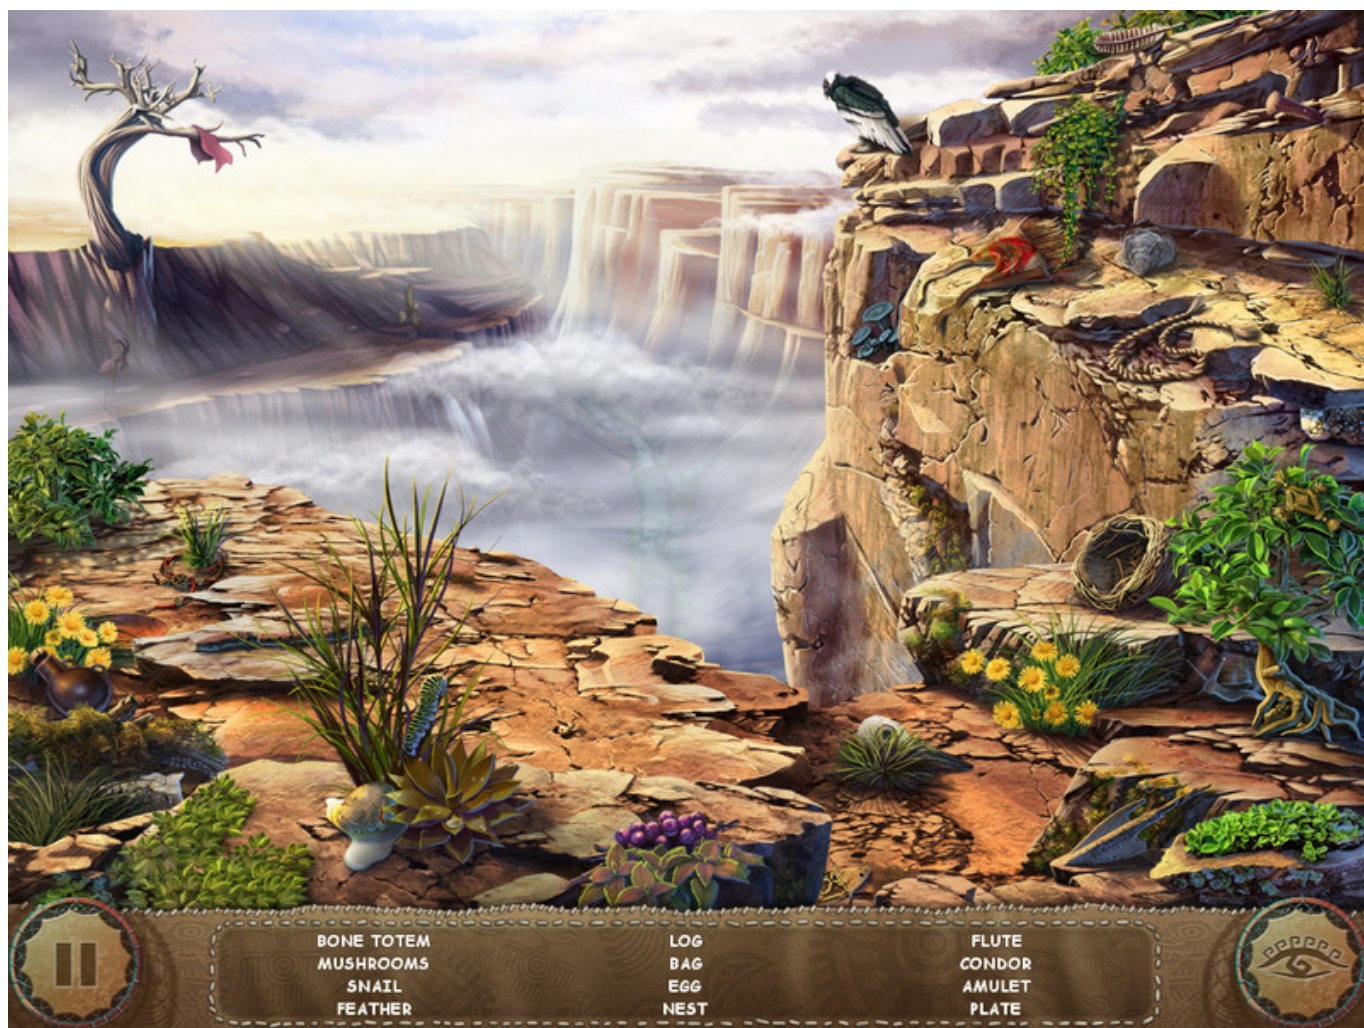 BONE TOTEM LOG FLUTE
MUSHROOMS BAG CONDOR
SNAIL EGG AMULET
FEATHER NEST PLATE